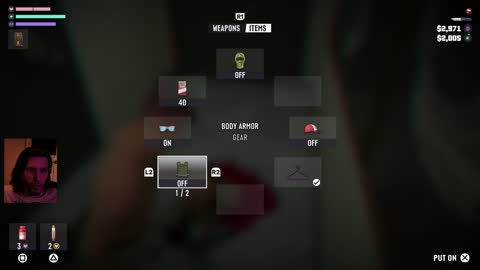 R1
WEAPONS ITEMS
$2,971
$2,005
OFF
40
BODY ARMOR
GEAR
ON
OFF
L2 OFF R2
1 / 2
3 2
PUT ON